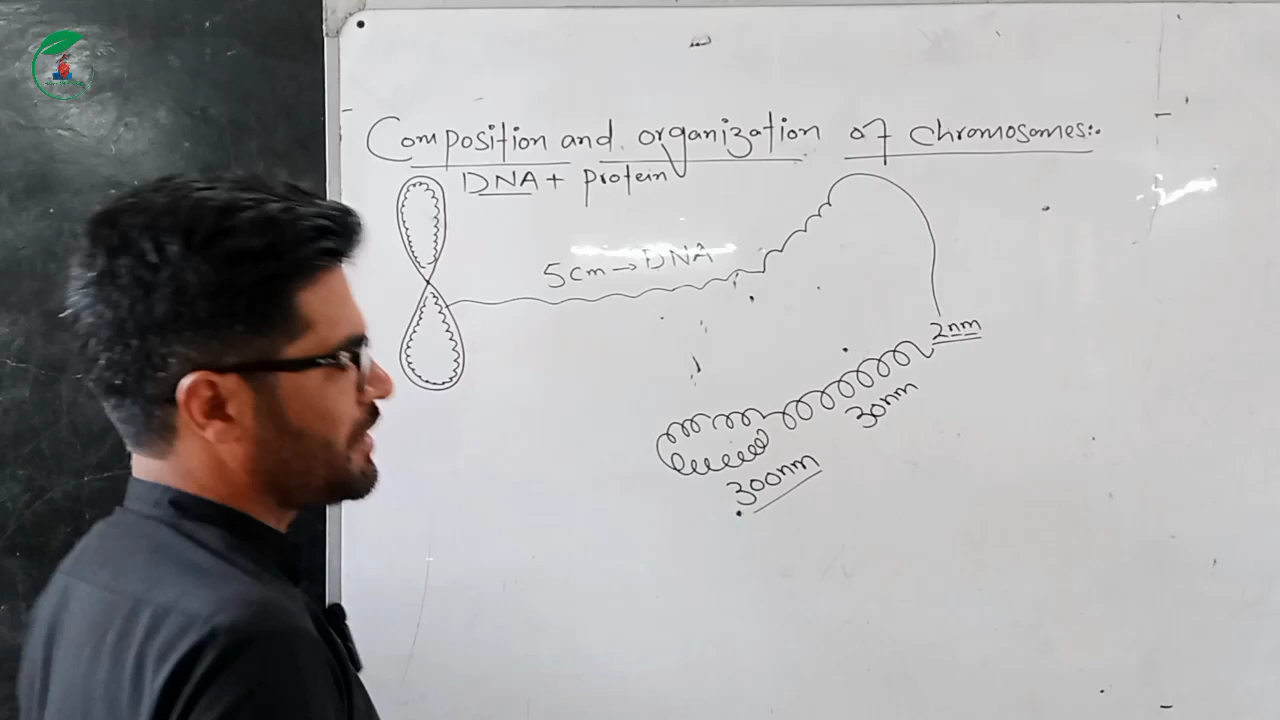 Composition and organization of chromosomes:.
DNA + protein
5cm → DNA
2nm
30nm
300nm